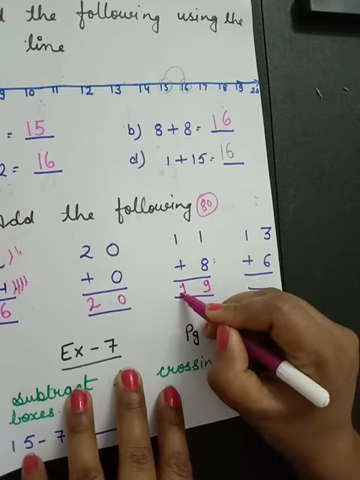 d the following using the
line
9 10 11 12 13 14 15 16 17 18 19 20
= 15 b) 8 + 8 = 16
2 = 16 d) 1 + 15 = 16
Add the following 80
2 0 1 1 1 3
+ 0 + 8 + 6
6 2 0 1 9
Ex - 7 Pg
subtract crossin
boxes.
15 - 7